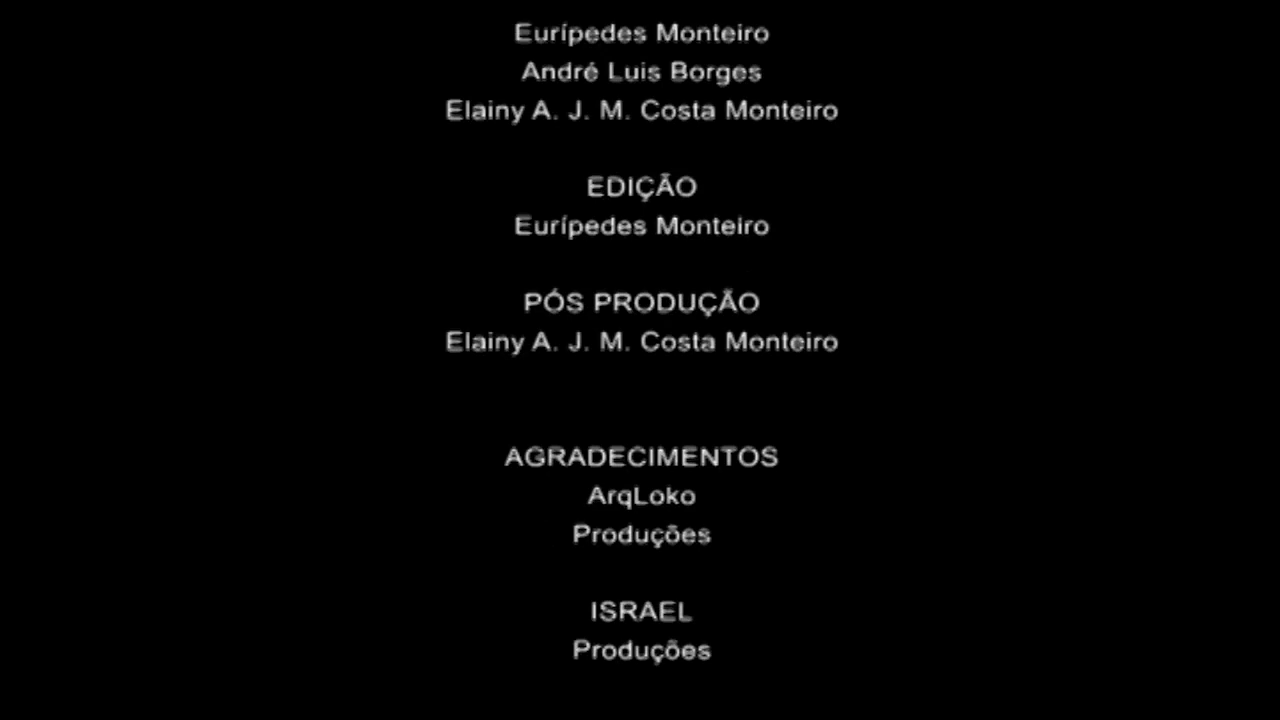 Eurípedes Monteiro
André Luis Borges
Elainy A. J. M. Costa Monteiro
EDIÇÃO
Eurípedes Monteiro
PÓS PRODUÇÃO
Elainy A. J. M. Costa Monteiro
AGRADECIMENTOS
ArqLoko
Produções
ISRAEL
Produções